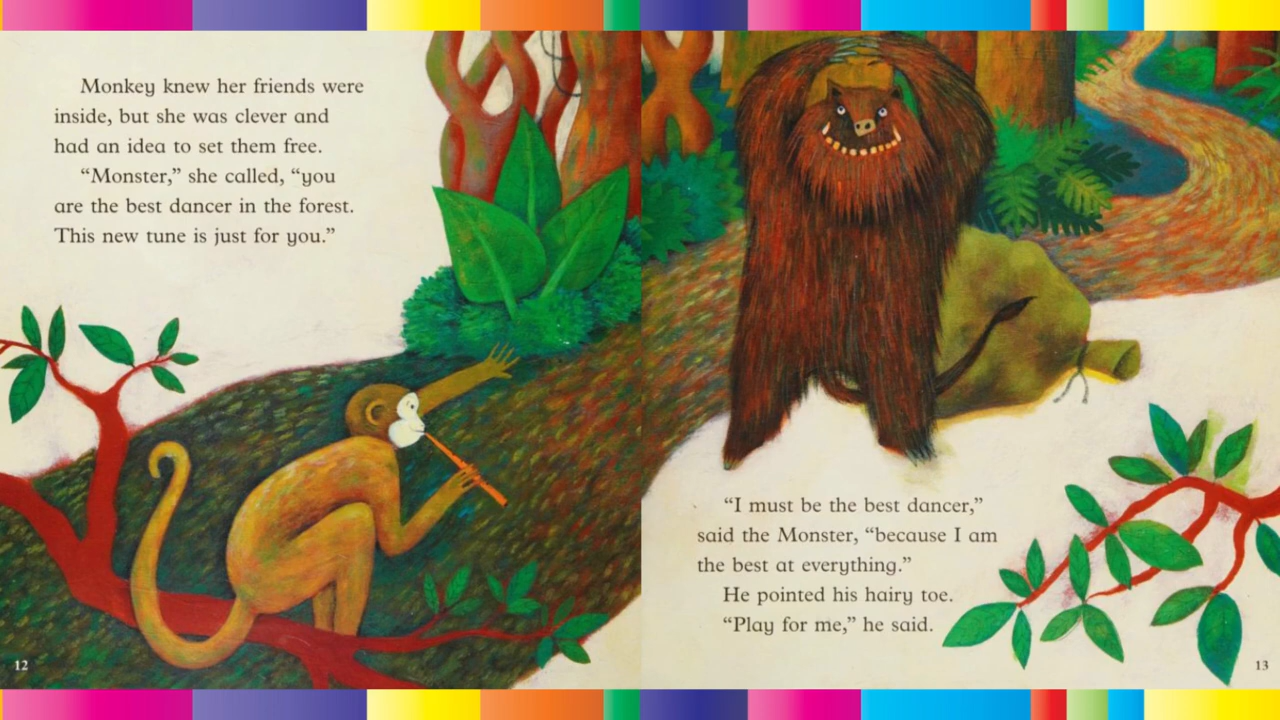 Monkey knew her friends were
inside, but she was clever and
had an idea to set them free.
“Monster,” she called, “you
are the best dancer in the forest.
This new tune is just for you.”
12
“I must be the best dancer,”
said the Monster, “because I am
the best at everything.”
He pointed his hairy toe.
“Play for me,” he said.
13